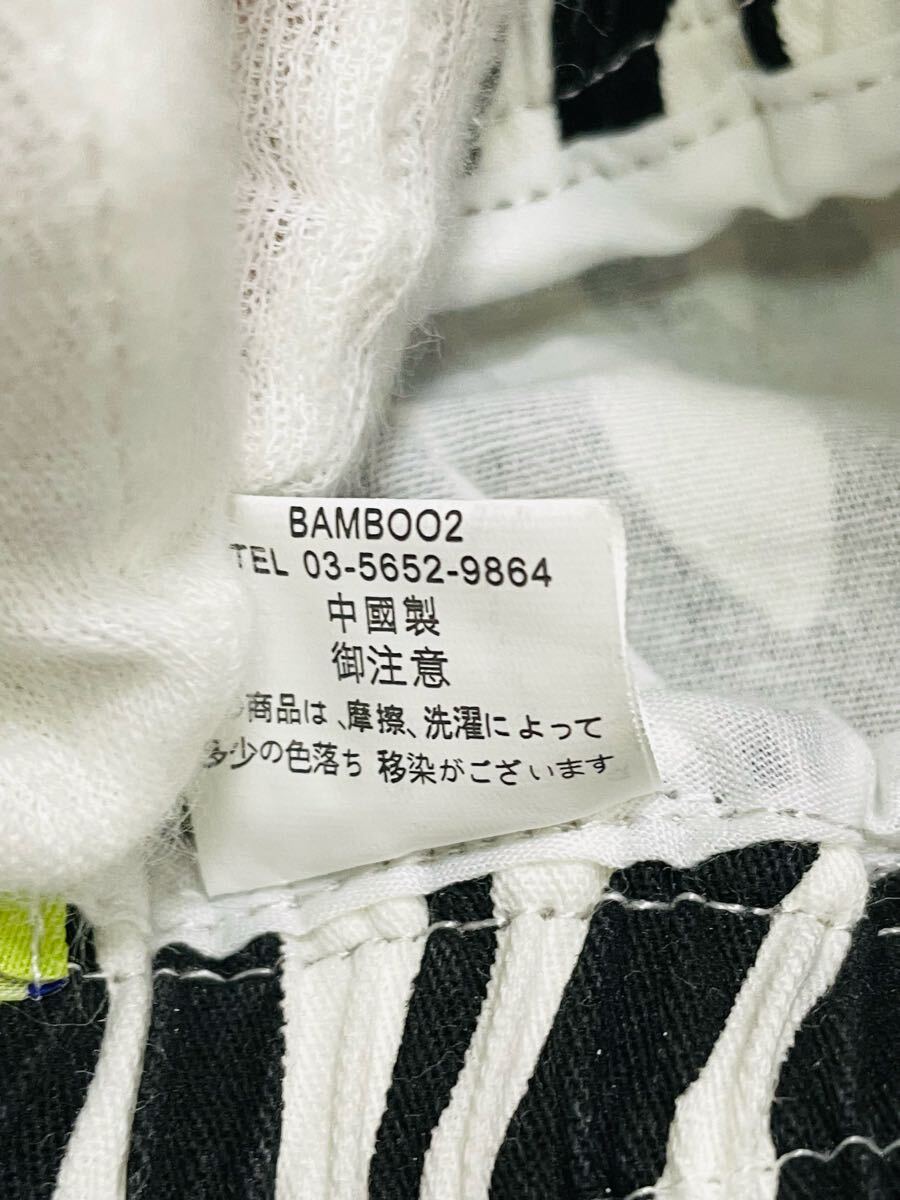 BAMBOO2
TEL 03-5652-9864
中國製
御注意
商品は、摩擦、洗濯によって
多少の色落ち 移染がございます